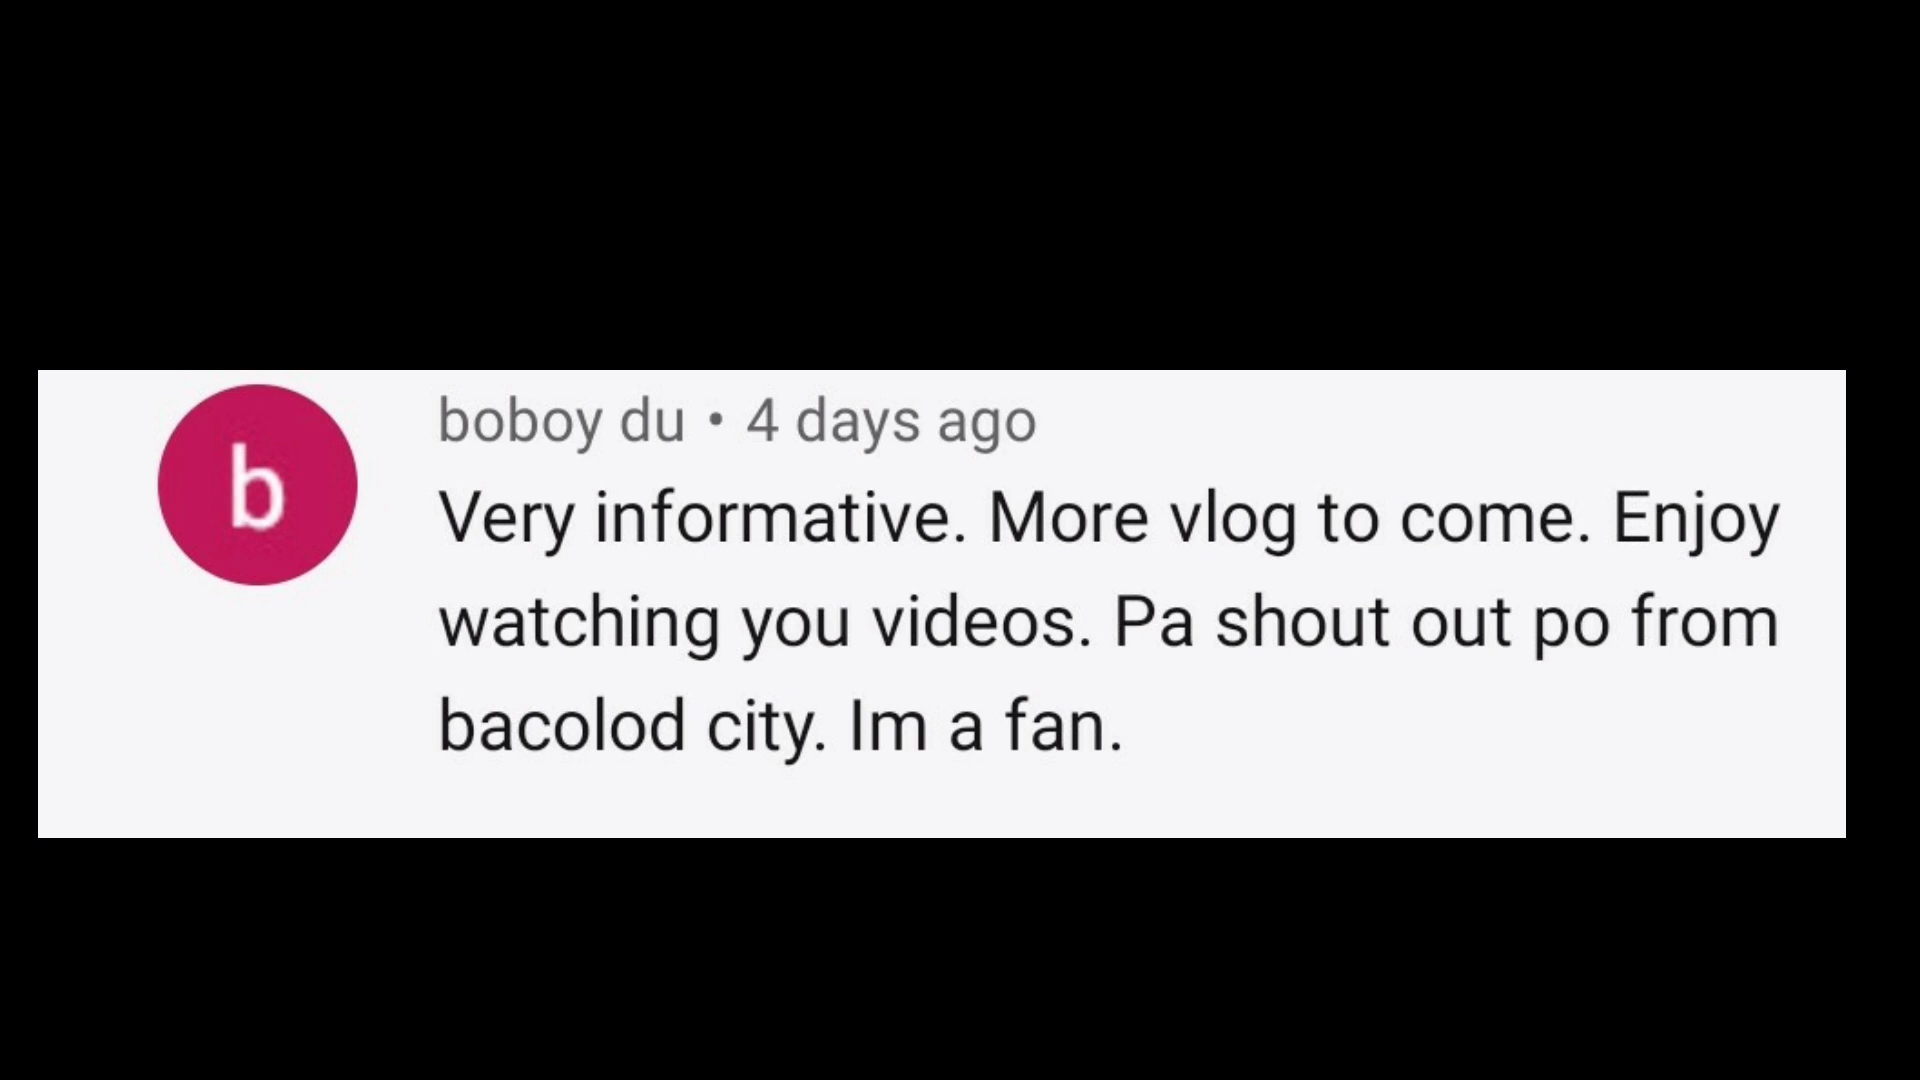 b
boboy du • 4 days ago
Very informative. More vlog to come. Enjoy
watching you videos. Pa shout out po from
bacolod city. Im a fan.